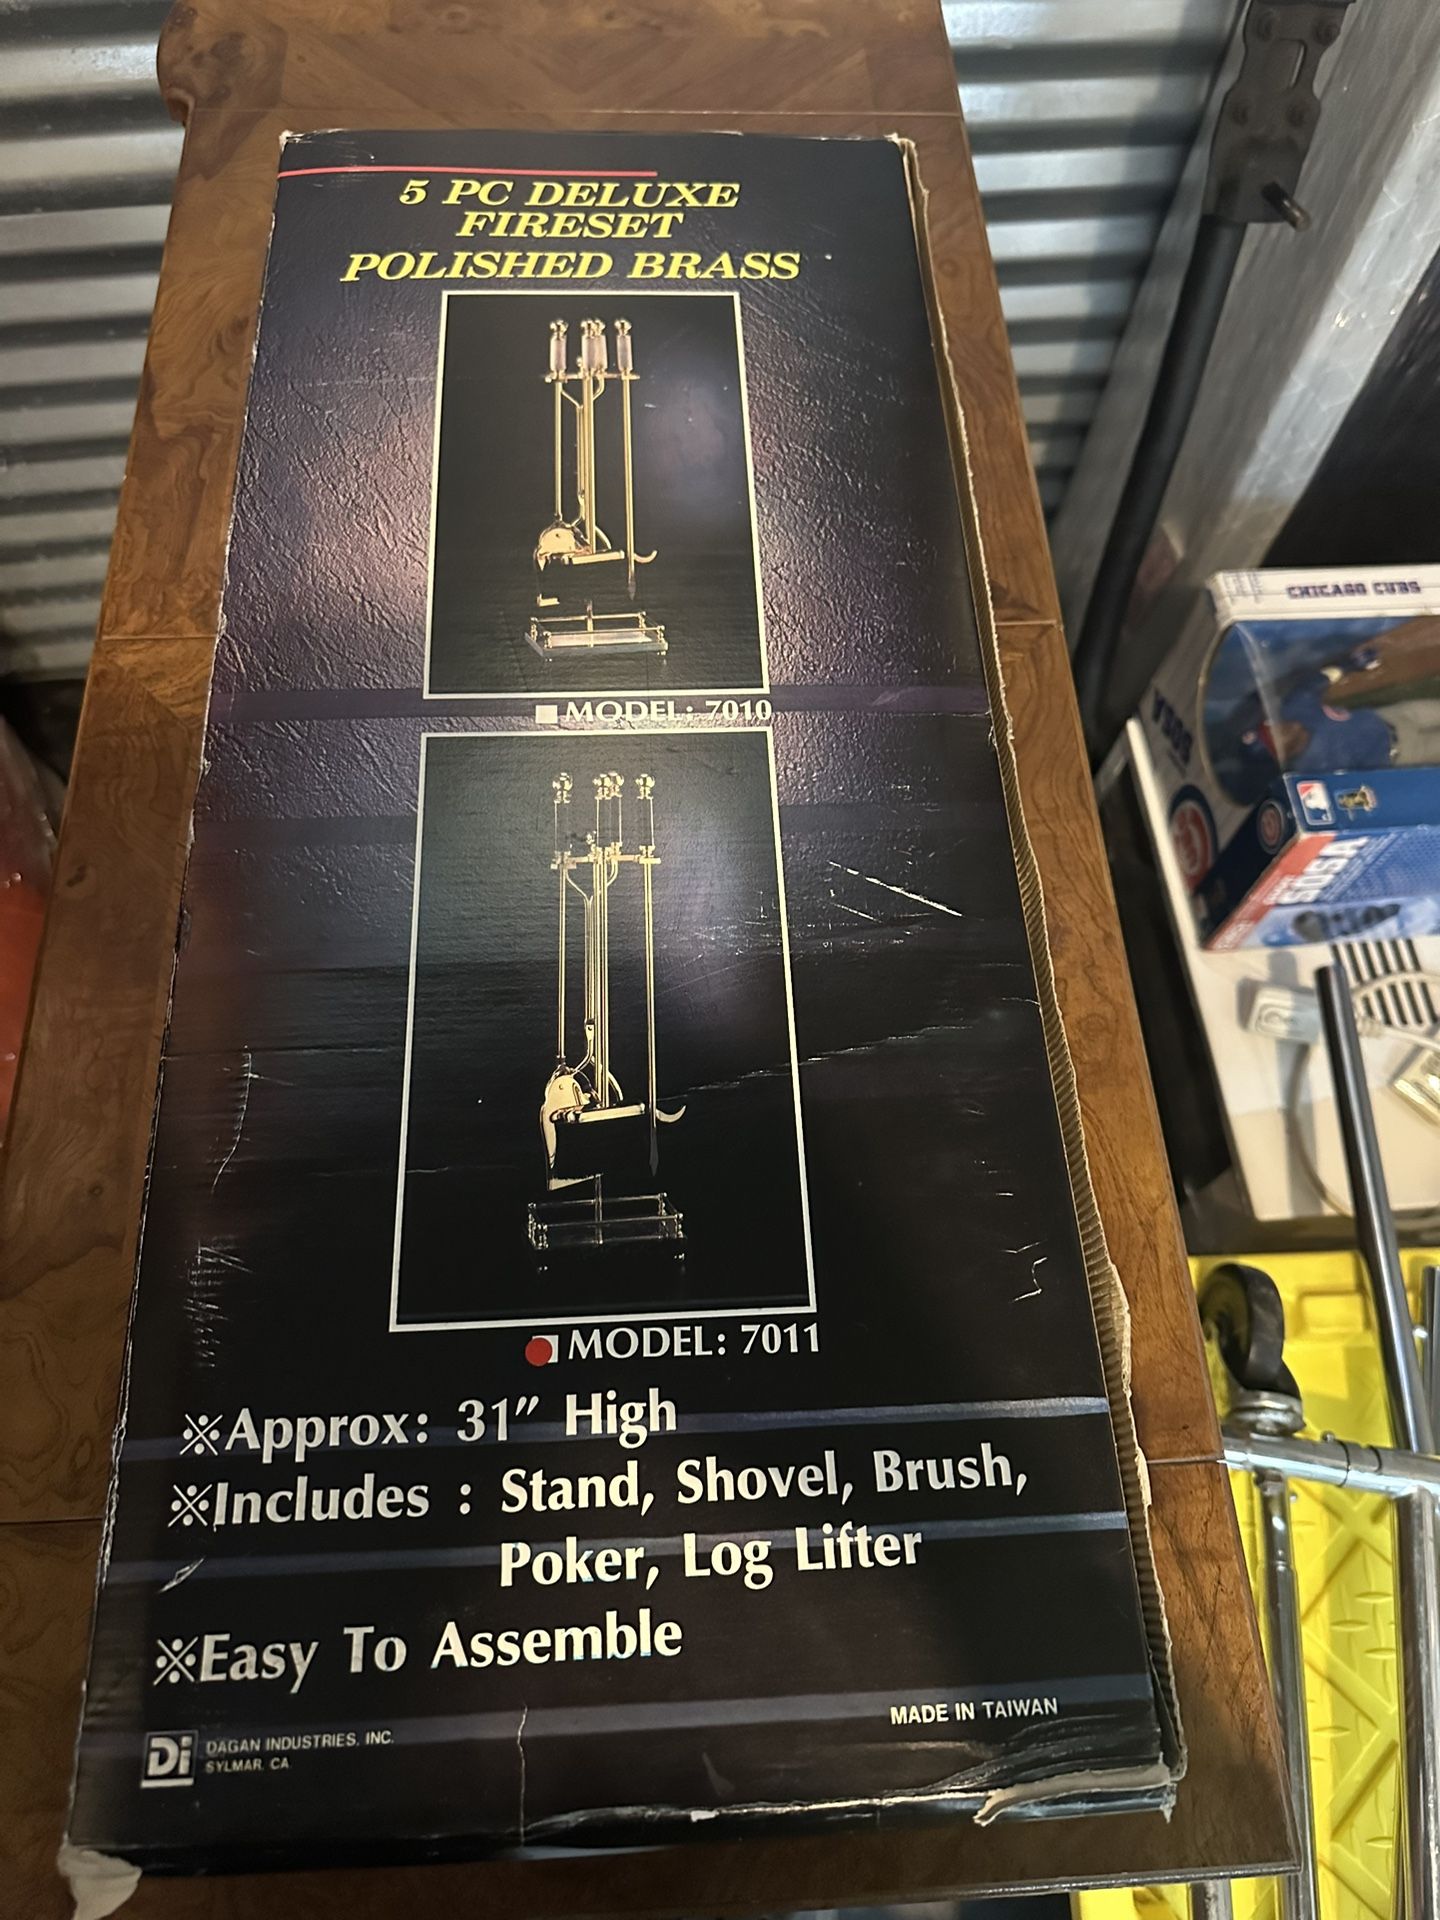 5 PC DELUXE
FIRESET
POLISHED BRASS
MODEL: 7010
MODEL: 7011
※Approx: 31" High
※Includes : Stand, Shovel, Brush,
Poker, Log Lifter
※Easy To Assemble
MADE IN TAIWAN
Di
DAGAN INDUSTRIES, INC.
SYLMAR, CA.
CHICAGO CUBS
SOSA
SOSA